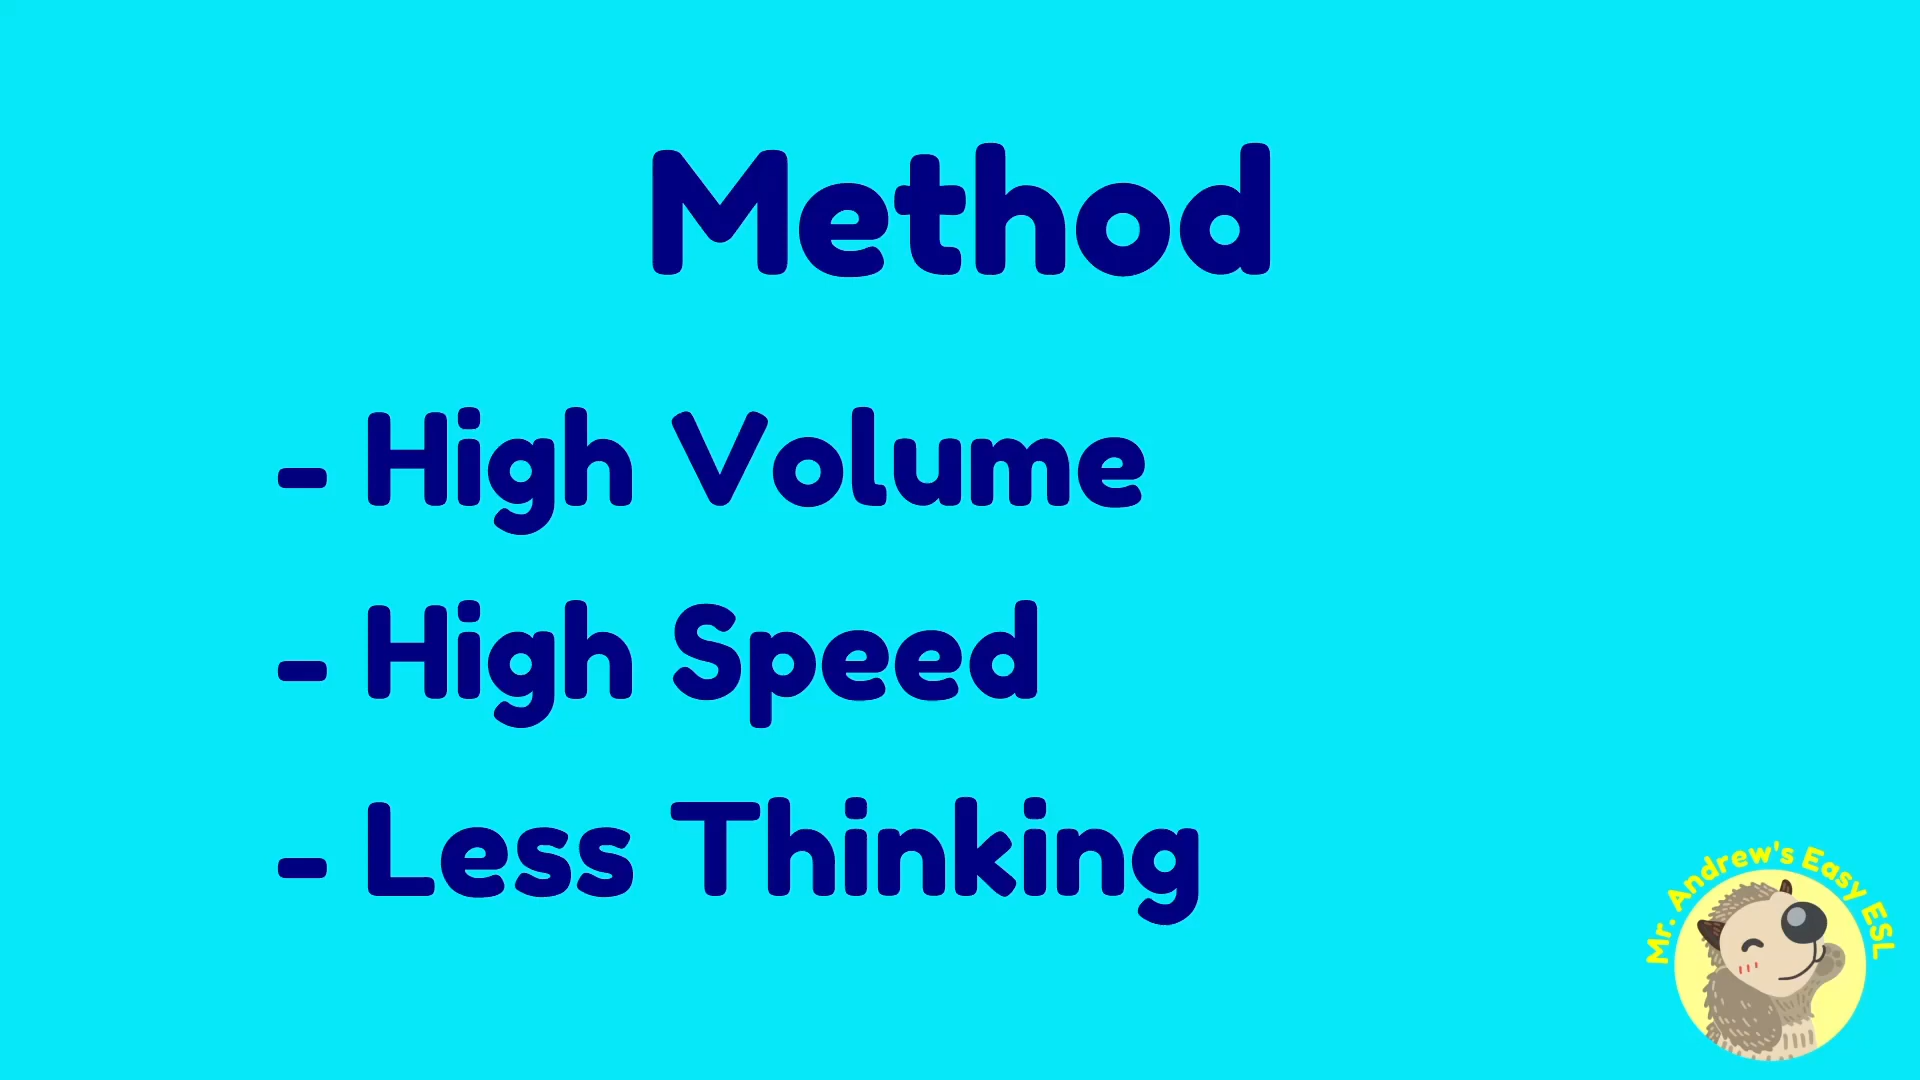 Method
- High Volume
- High Speed
- Less Thinking
Mr. Andrew's Easy ESL